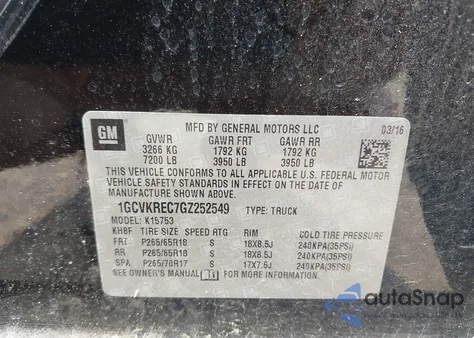 GM
MFD BY GENERAL MOTORS LLC
03/16
GVWR GAWR FRT GAWR RR
3266 KG 1792 KG 1792 KG
7200 LB 3950 LB 3950 LB
THIS VEHICLE CONFORMS TO ALL APPLICABLE U.S. FEDERAL MOTOR
VEHICLE SAFETY STANDARDS IN EFFECT ON THE DATE OF
MANUFACTURE SHOWN ABOVE.
1GCVKREC7GZ252549 TYPE: TRUCK
MODEL: K15753
KH8F TIRE SIZE SPEED RTG RIM COLD TIRE PRESSURE
FRT P265/65R18 S 18X8.5J 240KPA(35PSI)
RR P265/65R18 S 18X8.5J 240KPA(35PSI)
SPA P265/70R17 S 17X7.5J 240KPA(35PSI)
SEE OWNER'S MANUAL
autoSnap
www.autosnap.com